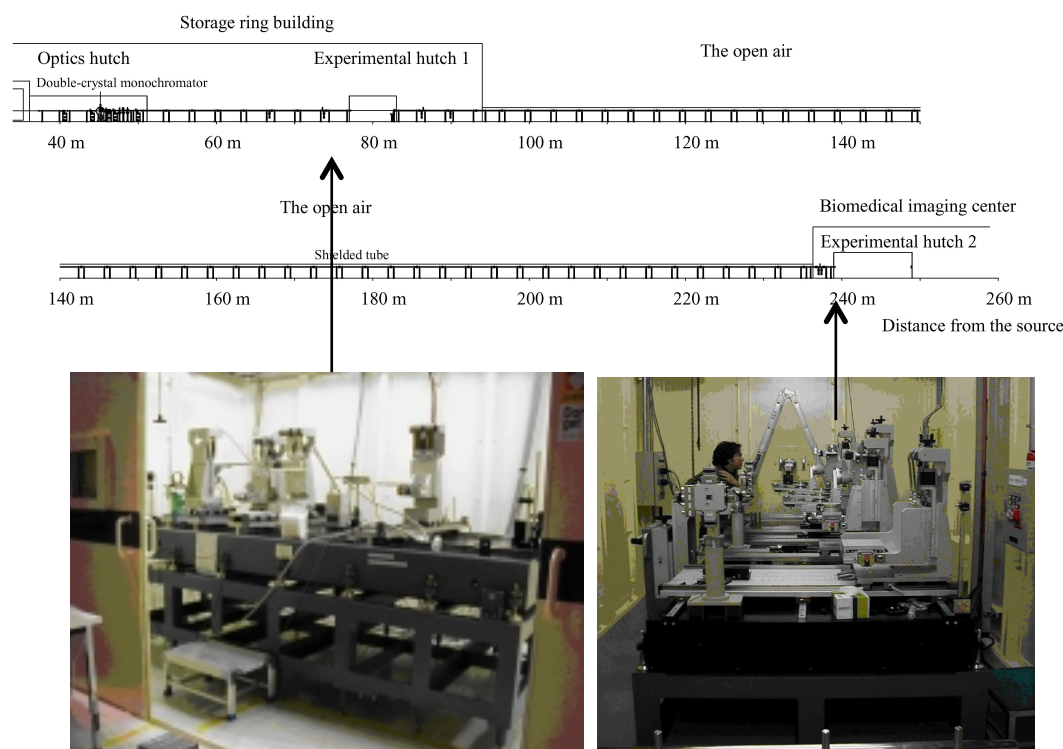 Storage ring building
Optics hutch
Experimental hutch 1
The open air
Double-crystal monochromator
40 m 60 m 80 m 100 m 120 m 140 m
The open air
Biomedical imaging center
Experimental hutch 2
Shielded tube
140 m 160 m 180 m 200 m 220 m 240 m 260 m
Distance from the source